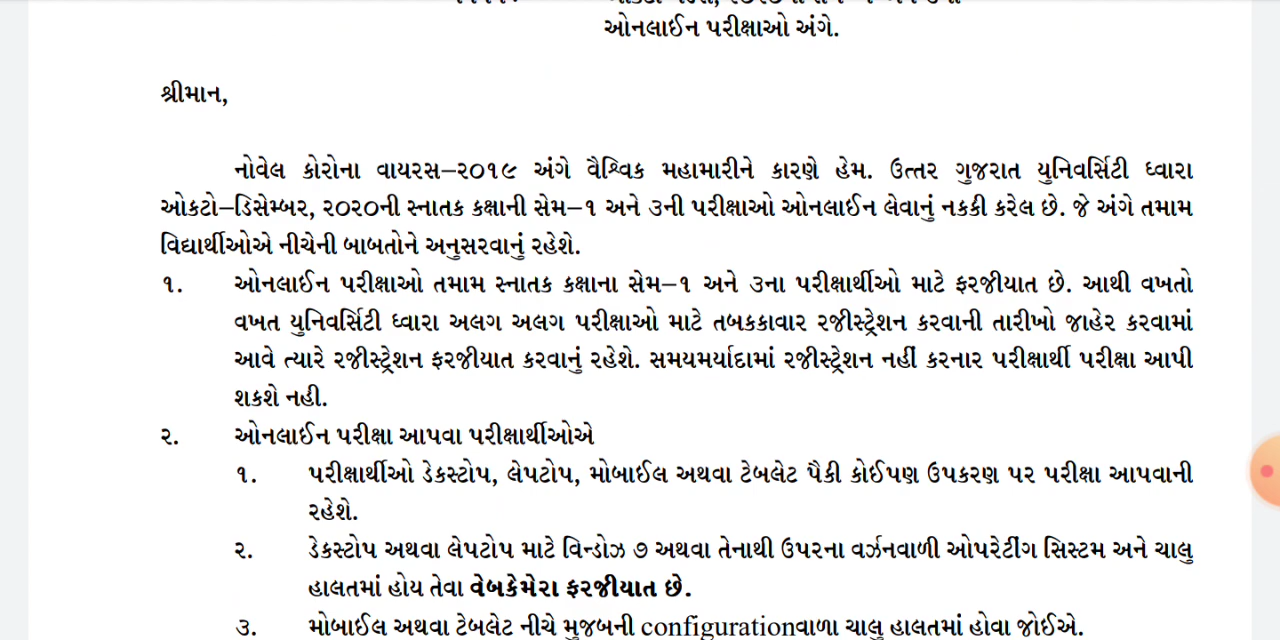 ઓનલાઈન પરીક્ષાઓ અંગે.
શ્રીમાન,
નોવેલ કોરોના વાયરસ–૨૦૧૯ અંગે વૈશ્વિક મહામારીને કારણે હેમ. ઉત્તર ગુજરાત યુનિવર્સિટી ધ્વારા
ઓકટો–ડિસેમ્બર, ૨૦૨૦ની સ્નાતક કક્ષાની સેમ–૧ અને ૩ની પરીક્ષાઓ ઓનલાઈન લેવાનું નકકી કરેલ છે. જે અંગે તમામ
વિદ્યાર્થીઓએ નીચેની બાબતોને અનુસરવાનું રહેશે.
૧. ઓનલાઈન પરીક્ષાઓ તમામ સ્નાતક કક્ષાના સેમ–૧ અને ૩ના પરીક્ષાર્થીઓ માટે ફરજીયાત છે. આથી વખતો
વખત યુનિવર્સિટી ધ્વારા અલગ અલગ પરીક્ષાઓ માટે તબકકાવાર રજીસ્ટ્રેશન કરવાની તારીખો જાહેર કરવામાં
આવે ત્યારે રજીસ્ટ્રેશન ફરજીયાત કરવાનું રહેશે. સમયમર્યાદામાં રજીસ્ટ્રેશન નહીં કરનાર પરીક્ષાર્થી પરીક્ષા આપી
શકશે નહી.
૨. ઓનલાઈન પરીક્ષા આપવા પરીક્ષાર્થીઓએ
૧. પરીક્ષાર્થીઓ ડેકસ્ટોપ, લેપટોપ, મોબાઈલ અથવા ટેબલેટ પૈકી કોઈપણ ઉપકરણ પર પરીક્ષા આપવાની
રહેશે.
૨. ડેકસ્ટોપ અથવા લેપટોપ માટે વિન્ડોઝ ૭ અથવા તેનાથી ઉપરના વર્ઝનવાળી ઓપરેટીંગ સિસ્ટમ અને ચાલુ
હાલતમાં હોય તેવા વેબકેમેરા ફરજીયાત છે.
૩. મોબાઈલ અથવા ટેબલેટ નીચે મુજબની configurationવાળા ચાલુ હાલતમાં હોવા જોઈએ.